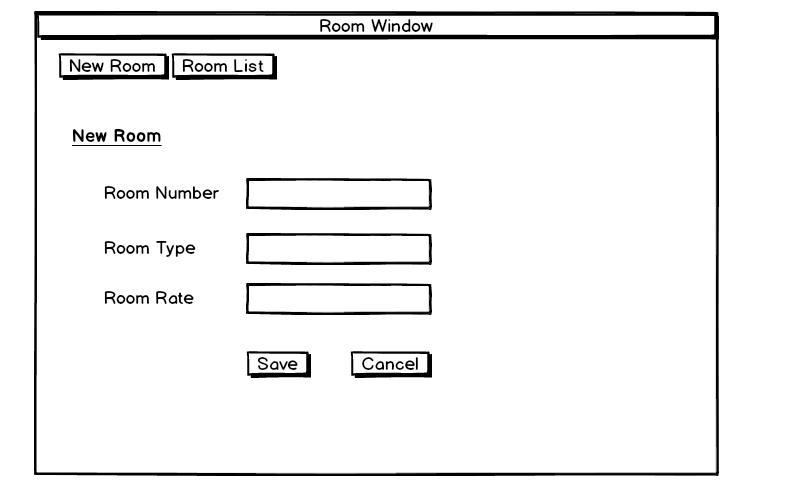 Room Window
New Room Room List
New Room
Room Number
Room Type
Room Rate
Save Cancel